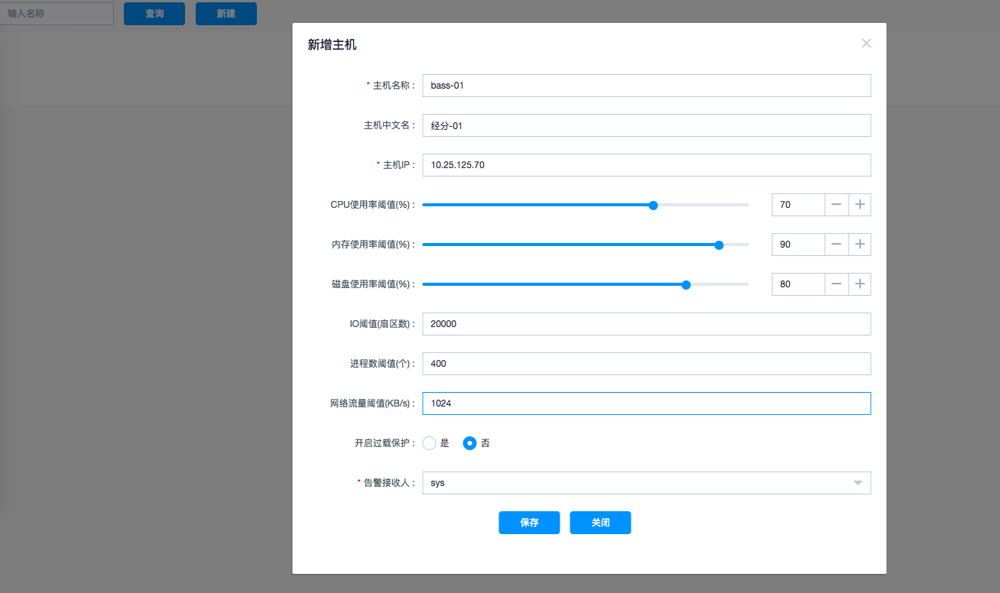 输入名称 查询 新建
新增主机
* 主机名称 : bass-01
主机中文名 : 经分-01
* 主机IP : 10.25.125.70
CPU使用率阈值(%) : 70
内存使用率阈值(%) : 90
磁盘使用率阈值(%) : 80
IO阈值(扇区数) : 20000
进程数阈值(个) : 400
网络流量阈值(KB/s) : 1024
开启过载保护 : 是 否
* 告警接收人 : sys
保存 关闭